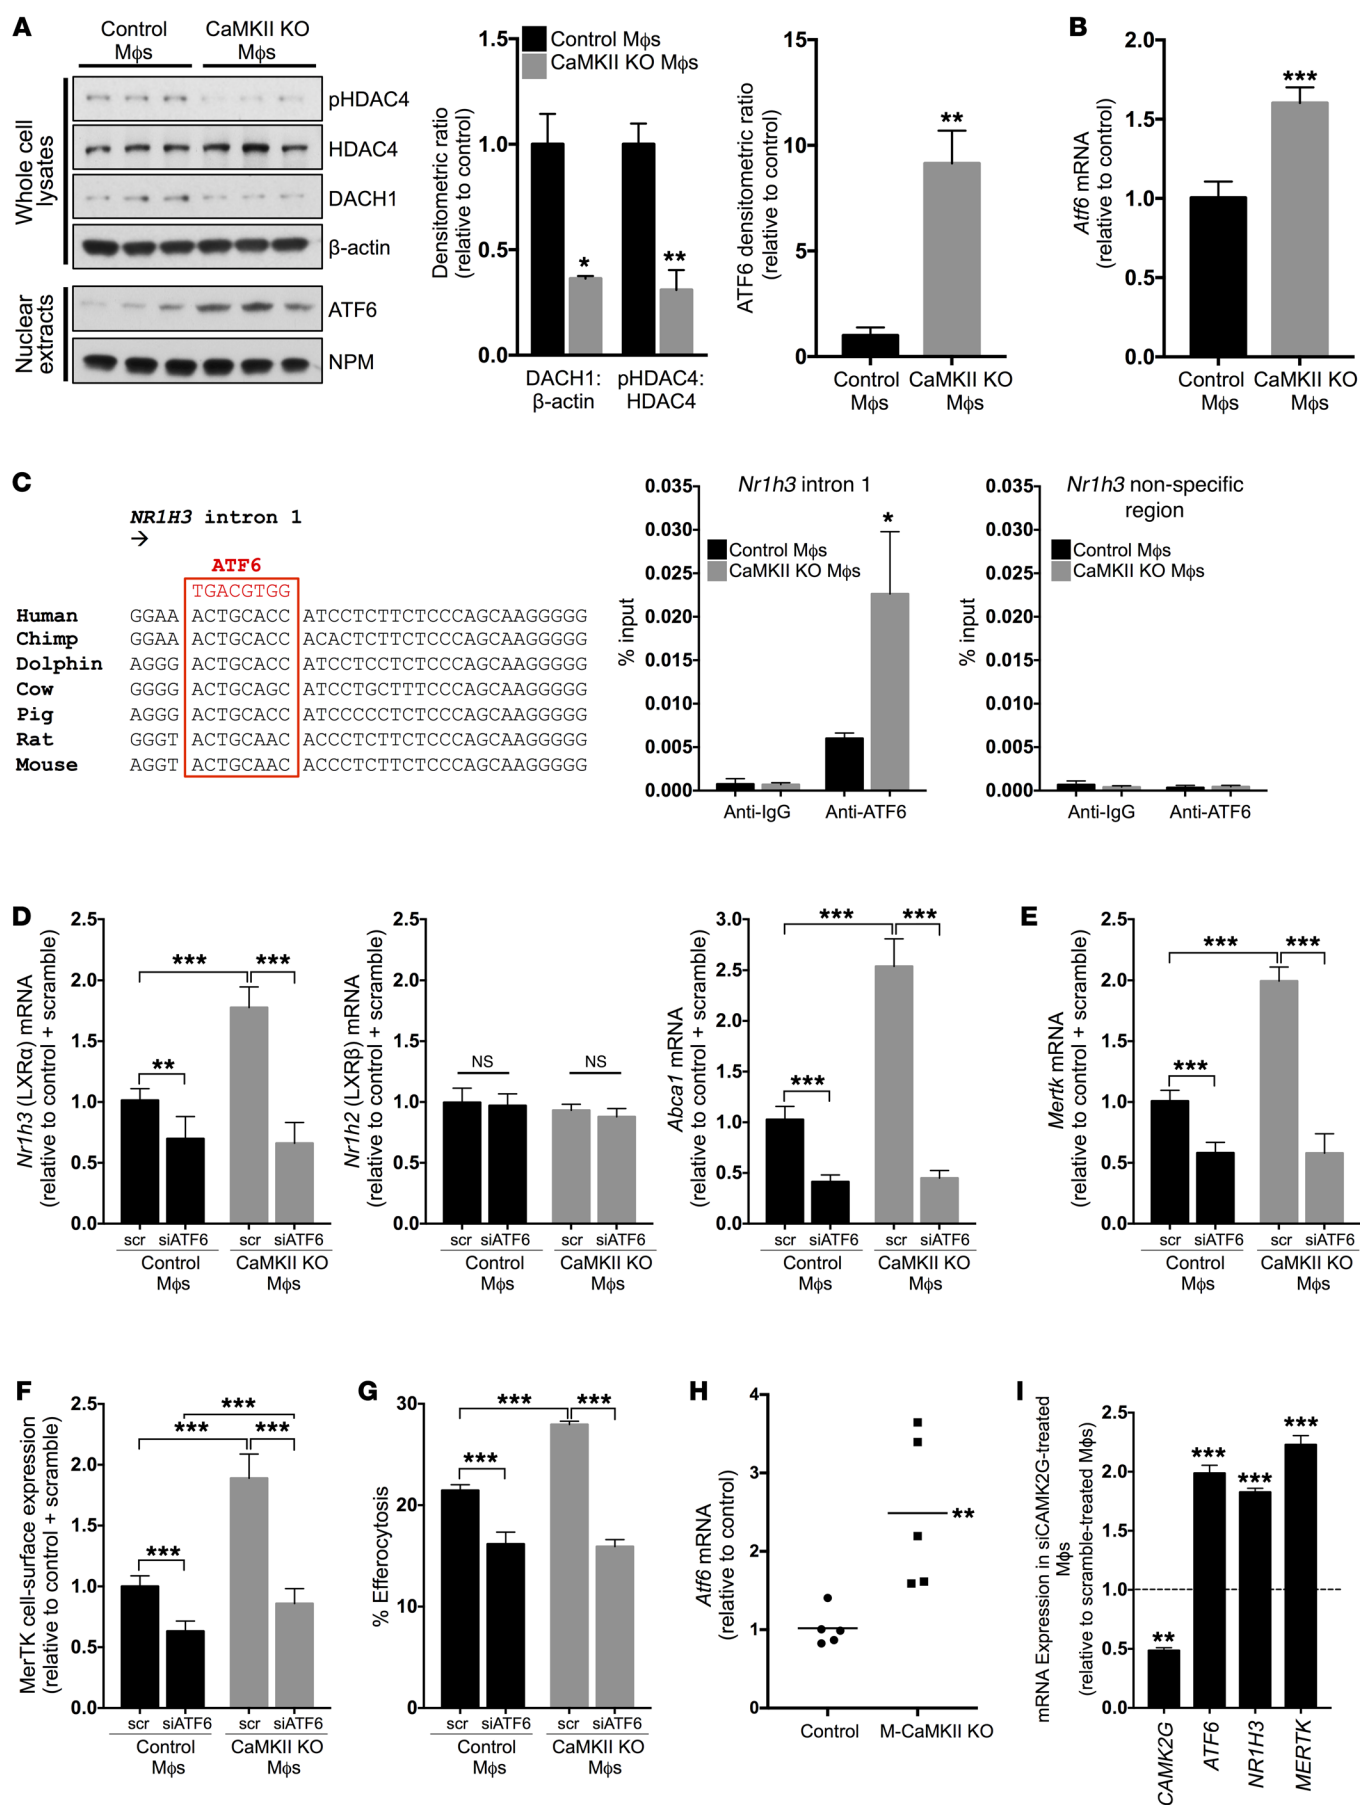 A
Control
Mϕs
CaMKII KO
Mϕs
Whole cell
lysates
pHDAC4
HDAC4
DACH1
β-actin
Nuclear
extracts
ATF6
NPM
Densitometric ratio
(relative to control)
1.5
1.0
0.5
0.0
Control Mϕs
CaMKII KO Mϕs
*
**
DACH1:
β-actin
pHDAC4:
HDAC4
ATF6 densitometric ratio
(relative to control)
15
10
5
0
**
Control
Mϕs
CaMKII KO
Mϕs
B
Atf6 mRNA
(relative to control)
2.0
1.5
1.0
0.5
0.0
***
Control
Mϕs
CaMKII KO
Mϕs
C
NR1H3 intron 1
→
ATF6
TGACGTGG
Human GGAA ACTGCACC ATCCTCTTCTCCCAGCAAGGGGG
Chimp GGAA ACTGCACC ACACTCTTCTCCCAGCAAGGGGG
Dolphin AGGG ACTGCACC ATCCTCCTCTCCCAGCAAGGGGG
Cow GGGG ACTGCAGC ATCCTGCTTTCCCAGCAAGGGGG
Pig AGGG ACTGCACC ATCCCCCTCTCCCAGCAAGGGGG
Rat GGGT ACTGCAAC ACCCTCTTCTCCCAGCAAGGGGG
Mouse AGGT ACTGCAAC ACCCTCTTCTCCCAGCAAGGGGG
% input
0.035
0.030
0.025
0.020
0.015
0.010
0.005
0.000
Nr1h3 intron 1
*
Control Mϕs
CaMKII KO Mϕs
Anti-IgG Anti-ATF6
% input
0.035
0.030
0.025
0.020
0.015
0.010
0.005
0.000
Nr1h3 non-specific
region
Control Mϕs
CaMKII KO Mϕs
Anti-IgG Anti-ATF6
D
Nr1h3 (LXRα) mRNA
(relative to control + scramble)
2.5
2.0
1.5
1.0
0.5
0.0
*** ***
**
scr siATF6 scr siATF6
Control
Mϕs
CaMKII KO
Mϕs
Nr1h2 (LXRβ) mRNA
(relative to control + scramble)
2.5
2.0
1.5
1.0
0.5
0.0
NS NS
scr siATF6 scr siATF6
Control
Mϕs
CaMKII KO
Mϕs
Abca1 mRNA
(relative to control + scramble)
3.0
2.5
2.0
1.5
1.0
0.5
0.0
*** ***
***
scr siATF6 scr siATF6
Control
Mϕs
CaMKII KO
Mϕs
E
Mertk mRNA
(relative to control + scramble)
2.5
2.0
1.5
1.0
0.5
0.0
*** ***
***
scr siATF6 scr siATF6
Control
Mϕs
CaMKII KO
Mϕs
F
MerTK cell-surface expression
(relative to control + scramble)
2.5
2.0
1.5
1.0
0.5
0.0
***
*** ***
***
scr siATF6 scr siATF6
Control
Mϕs
CaMKII KO
Mϕs
G
% Efferocytosis
30
20
10
0
*** ***
***
scr siATF6 scr siATF6
Control
Mϕs
CaMKII KO
Mϕs
H
Atf6 mRNA
(relative to control)
4
3
2
1
0
**
Control M-CaMKII KO
I
mRNA Expression in siCAMK2G-treated
Mϕs
(relative to scramble-treated Mϕs)
2.5
2.0
1.5
1.0
0.5
0.0
**
***
***
***
CAMK2G
ATF6
NR1H3
MERTK